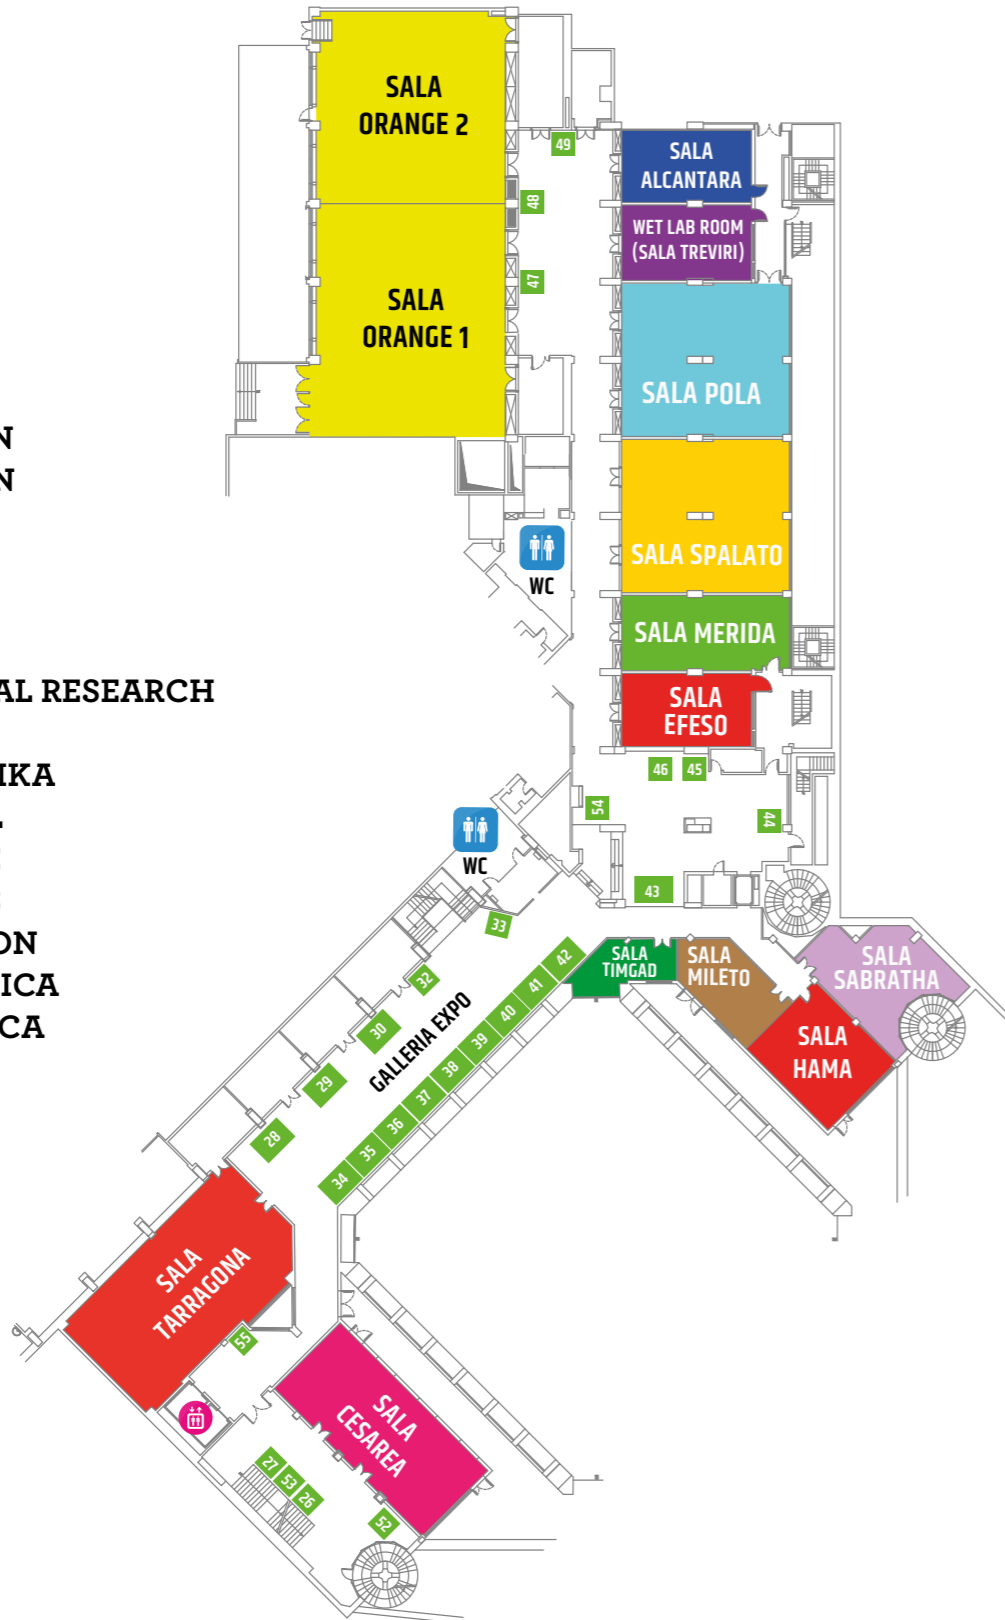 SALA
ORANGE 2
49
SALA
ALCANTARA
48
WET LAB ROOM
(SALA TREVIRI)
47
SALA
ORANGE 1
SALA POLA
N
N
SALA SPALATO
WC
SALA MERIDA
AL RESEARCH
SALA
EFESO
IKA
46
45
54
44
WC
43
33
ON
ICA
CA
SALA
TIMGAD
SALA
MILETO
SALA
SABRATHA
SALA
HAMA
32
30
29
28
GALLERIA EXPO
42
41
40
39
38
37
36
35
34
SALA
TARRAGONA
55
SALA
CESAREA
27
53
26
52